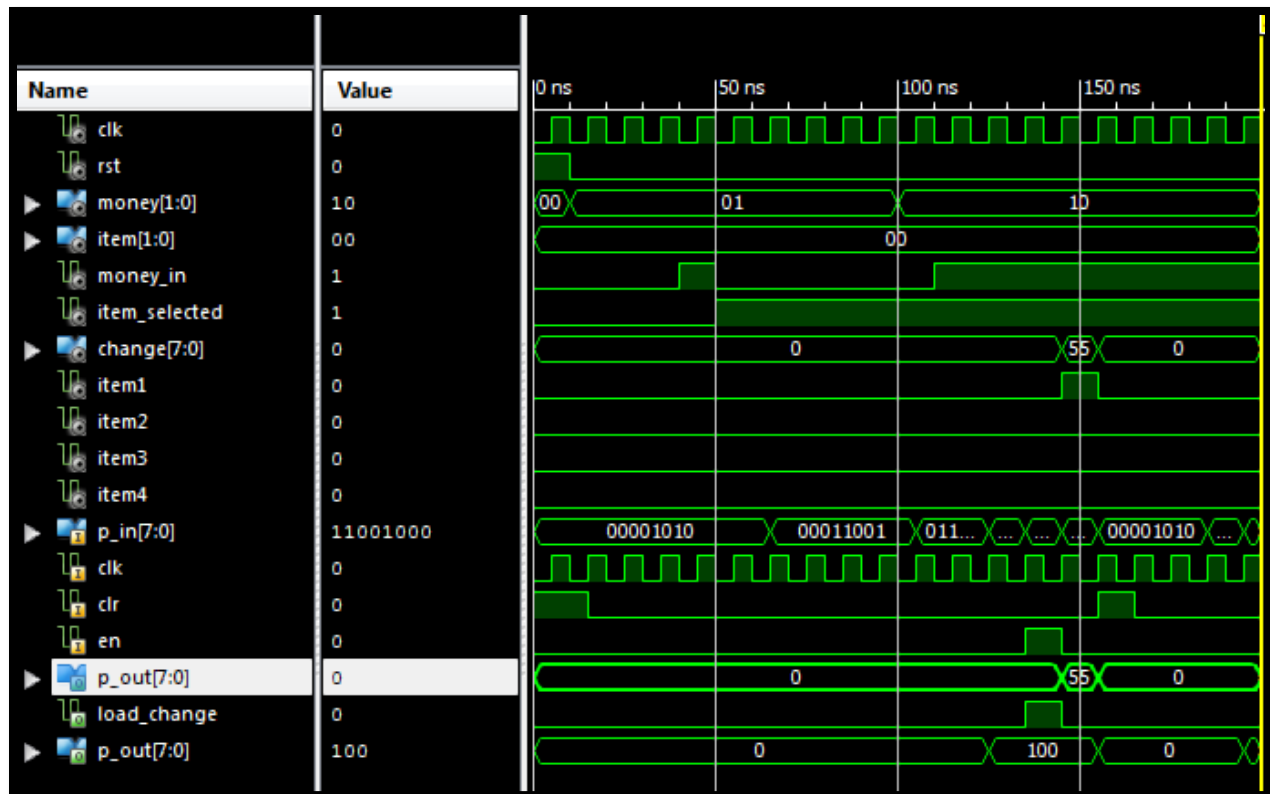 Name Value 0 ns 50 ns 100 ns 150 ns
clk 0
rst 0
money[1:0] 10 00 01 10
item[1:0] 00 00
money_in 1
item_selected 1
change[7:0] 0 0 55 0
item1 0
item2 0
item3 0
item4 0
p_in[7:0] 11001000 00001010 00011001 011... ... ... ... 00001010 ...
clk 0
clr 0
en 0
p_out[7:0] 0 0 55 0
load_change 0
p_out[7:0] 100 0 100 0